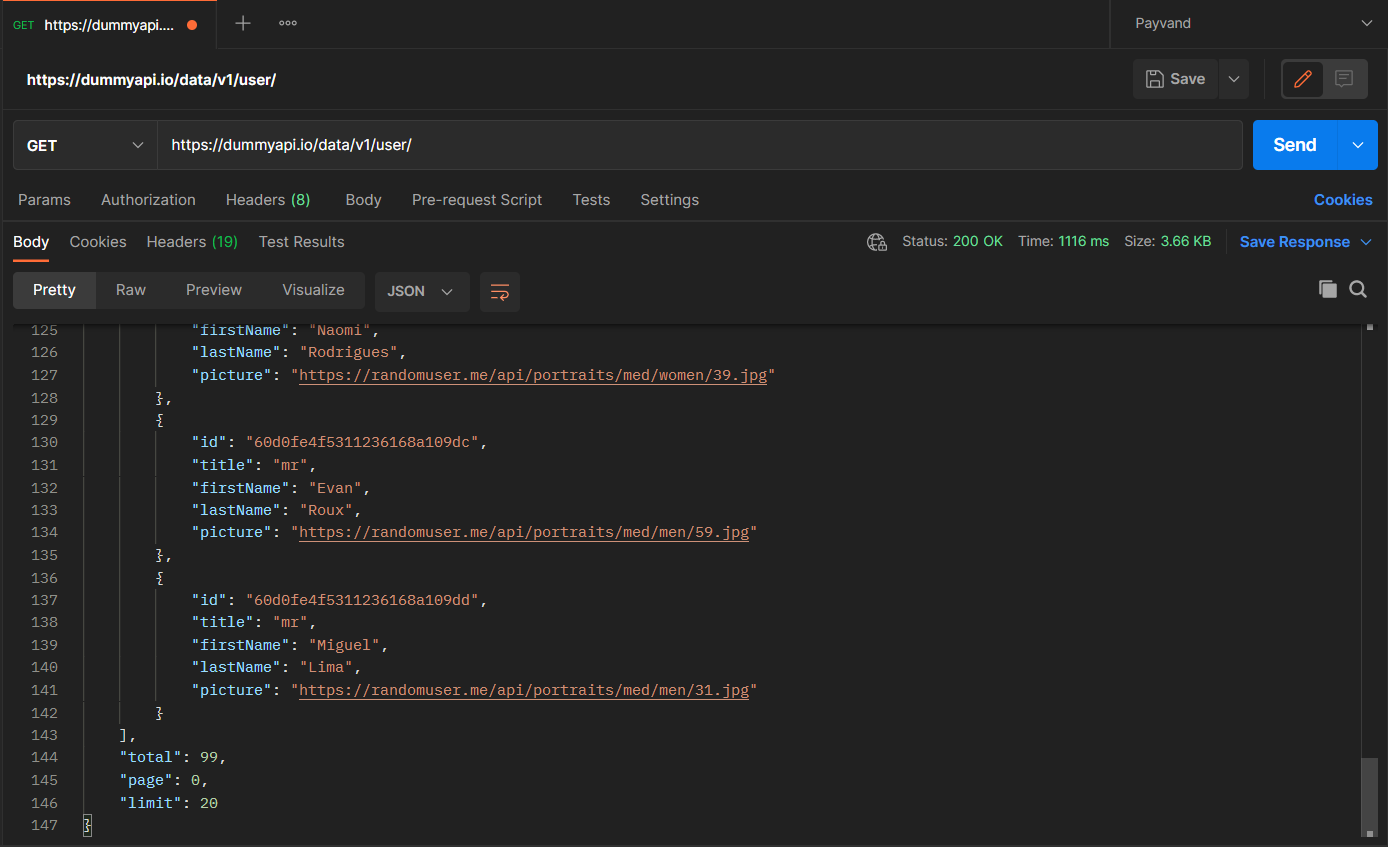 GET https://dummyapi....
Payvand
https://dummyapi.io/data/v1/user/
Save
GET https://dummyapi.io/data/v1/user/ Send
Params Authorization Headers (8) Body Pre-request Script Tests Settings Cookies
Body Cookies Headers (19) Test Results Status: 200 OK Time: 1116 ms Size: 3.66 KB Save Response
Pretty Raw Preview Visualize JSON
125 "firstName": "Naomi",
126 "lastName": "Rodrigues",
127 "picture": "https://randomuser.me/api/portraits/med/women/39.jpg"
128 },
129 {
130 "id": "60d0fe4f5311236168a109dc",
131 "title": "mr",
132 "firstName": "Evan",
133 "lastName": "Roux",
134 "picture": "https://randomuser.me/api/portraits/med/men/59.jpg"
135 },
136 {
137 "id": "60d0fe4f5311236168a109dd",
138 "title": "mr",
139 "firstName": "Miguel",
140 "lastName": "Lima",
141 "picture": "https://randomuser.me/api/portraits/med/men/31.jpg"
142 }
143 ],
144 "total": 99,
145 "page": 0,
146 "limit": 20
147 }